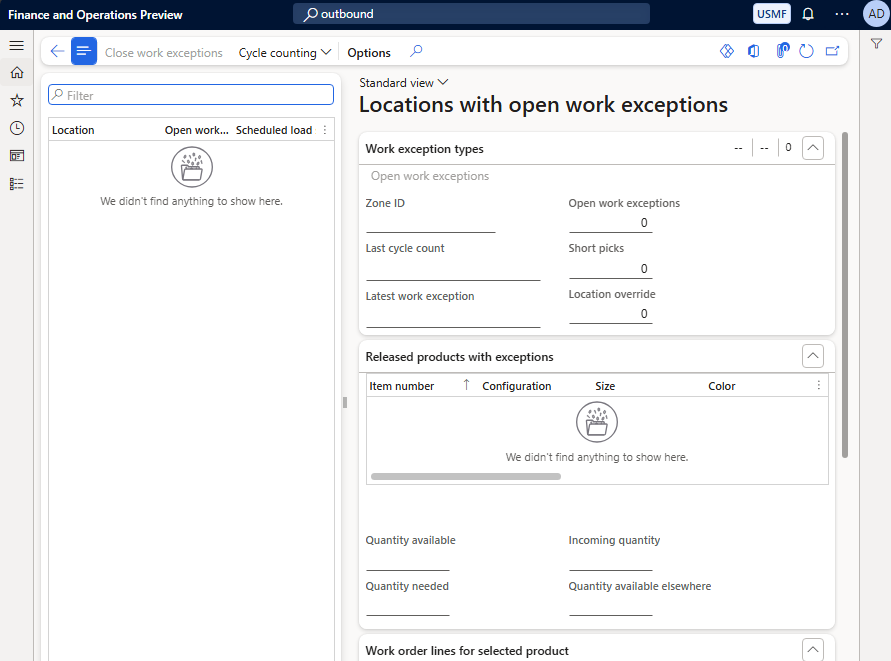 Finance and Operations Preview
outbound
USMF
AD
Close work exceptions
Cycle counting
Options
Filter
Location Open work... Scheduled load
We didn't find anything to show here.
Standard view
Locations with open work exceptions
Work exception types -- -- 0
Open work exceptions
Zone ID
Open work exceptions
0
Last cycle count
Short picks
0
Latest work exception
Location override
0
Released products with exceptions
Item number Configuration Size Color
We didn't find anything to show here.
Quantity available
Incoming quantity
Quantity needed
Quantity available elsewhere
Work order lines for selected product